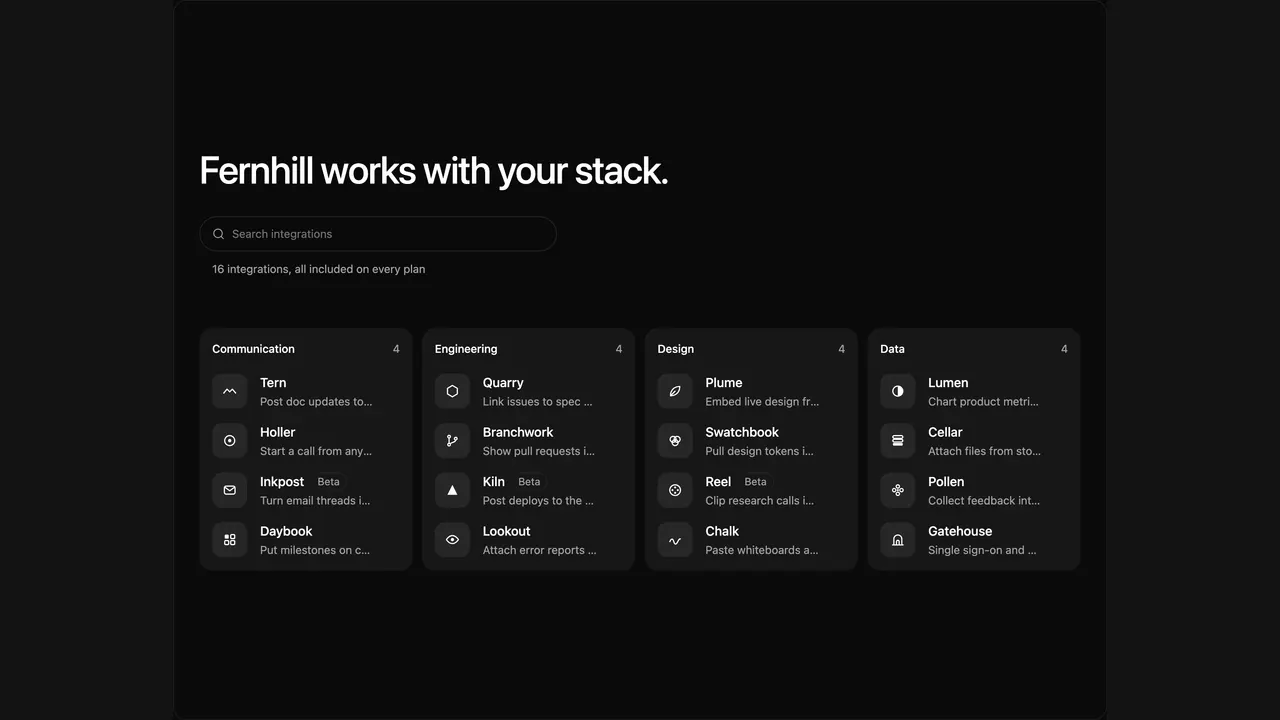 Fernhill works with your stack.
Search integrations
16 integrations, all included on every plan
Communication 4
Tern
Post doc updates to...
Holler
Start a call from any...
Inkpost Beta
Turn email threads i...
Daybook
Put milestones on c...
Engineering 4
Quarry
Link issues to spec ...
Branchwork
Show pull requests i...
Kiln Beta
Post deploys to the ...
Lookout
Attach error reports ...
Design 4
Plume
Embed live design fr...
Swatchbook
Pull design tokens i...
Reel Beta
Clip research calls i...
Chalk
Paste whiteboards a...
Data 4
Lumen
Chart product metri...
Cellar
Attach files from sto...
Pollen
Collect feedback int...
Gatehouse
Single sign-on and ...